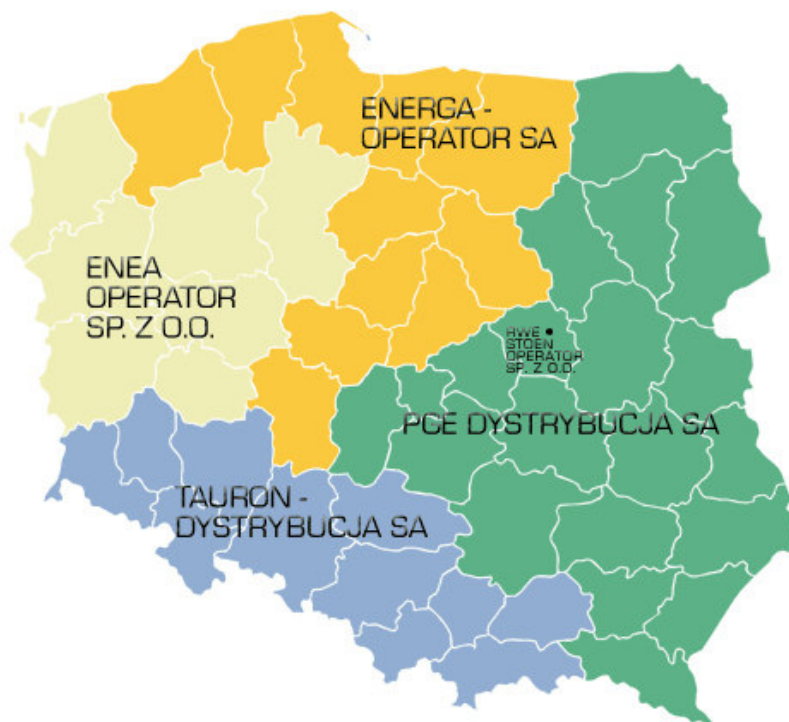 ENERGA -
OPERATOR SA
ENEA
OPERATOR
SP. Z O.O.
RWE
STOEN
OPERATOR
SP. Z O.O.
PGE DYSTRYBUCJA SA
TAURON -
DYSTRYBUCJA SA